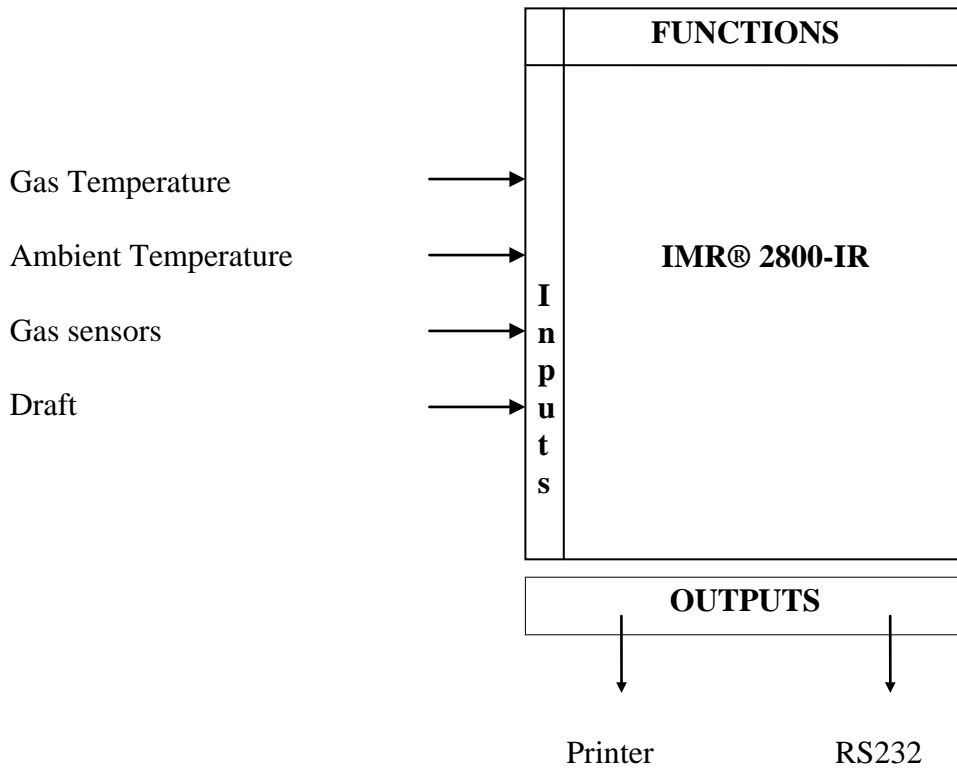 FUNCTIONS
Gas Temperature
Ambient Temperature
IMR® 2800-IR
Gas sensors
Draft
Inputs
OUTPUTS
Printer
RS232